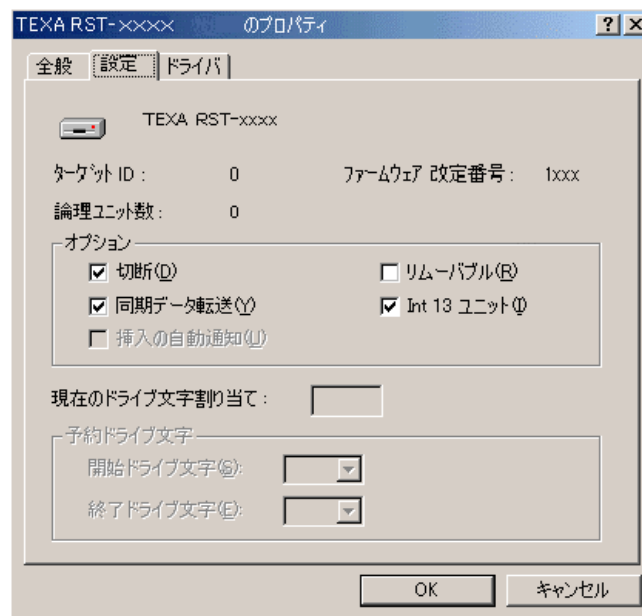 TEXA RST-xxxx のプロパティ
全般 設定 ドライバ
TEXA RST-xxxx
ターゲット ID : 0 ファームウェア 改定番号 : 1xxx
論理ユニット数 : 0
オプション
切断(D) リムーバブル(R)
同期データ転送(Y) Int 13 ユニット(I)
挿入の自動通知(U)
現在のドライブ文字割り当て :
予約ドライブ文字
開始ドライブ文字(S):
終了ドライブ文字(E):
OK キャンセル